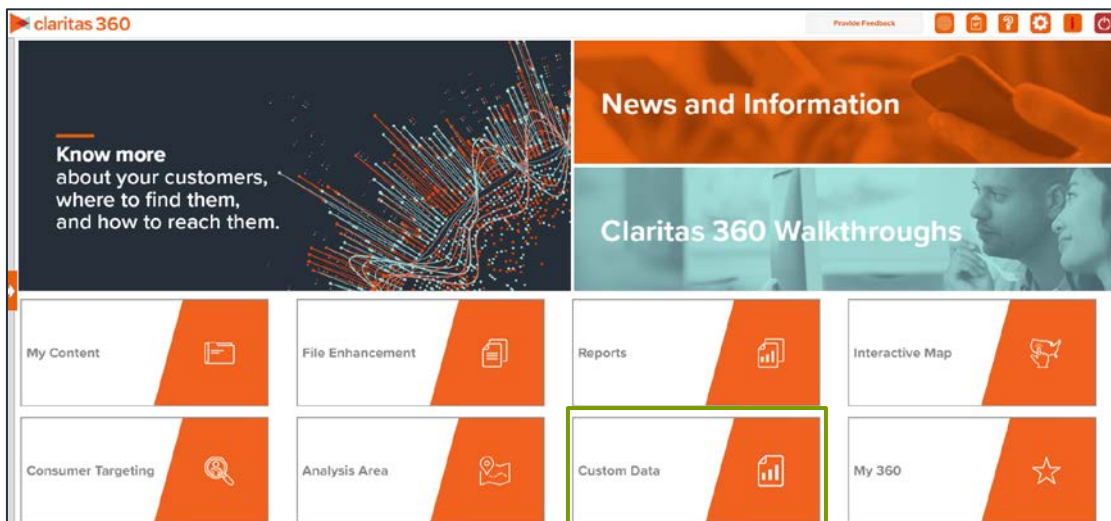 claritas 360
Provide Feedback
Know more
about your customers,
where to find them,
and how to reach them.
News and Information
Claritas 360 Walkthroughs
My Content
File Enhancement
Reports
Interactive Map
Consumer Targeting
Analysis Area
Custom Data
My 360